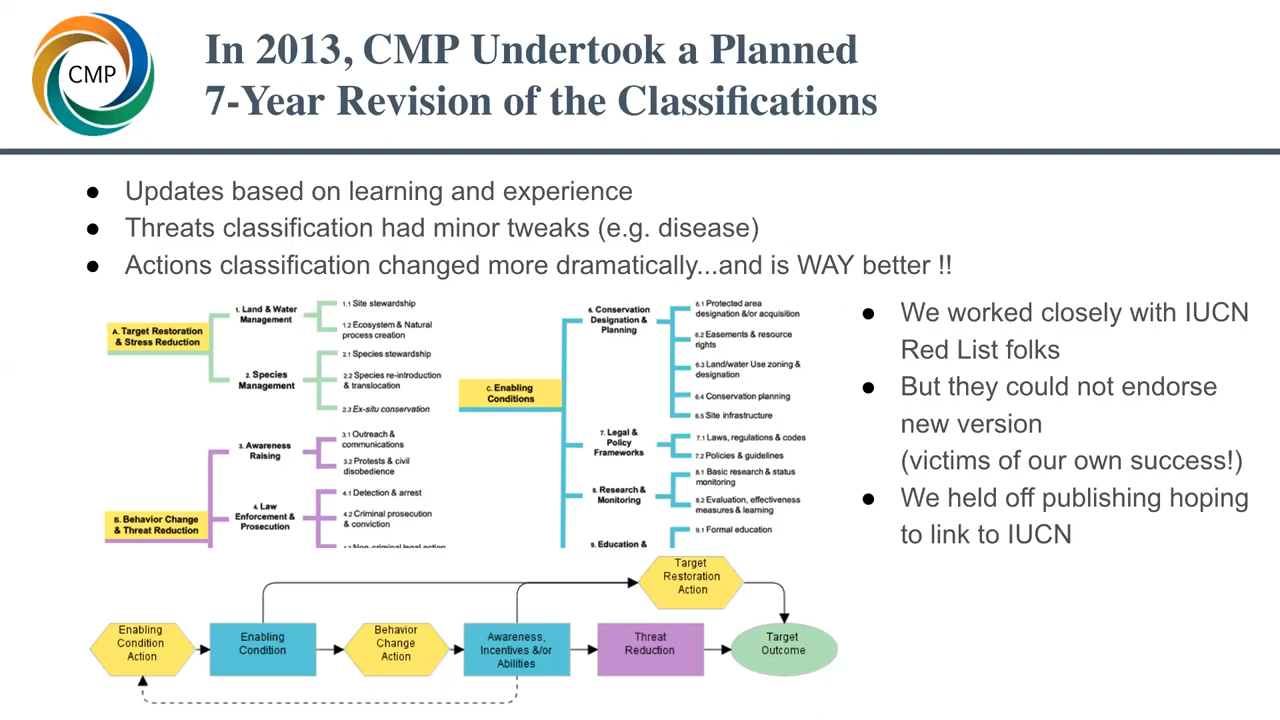 CMP
In 2013, CMP Undertook a Planned
7-Year Revision of the Classifications
● Updates based on learning and experience
● Threats classification had minor tweaks (e.g. disease)
● Actions classification changed more dramatically...and is WAY better !!
A. Target Restoration
& Stress Reduction
1. Land & Water
Management
1.1 Site stewardship
1.2 Ecosystem & Natural
process creation
2. Species
Management
2.1 Species stewardship
2.2 Species re-introduction
& translocation
2.3 Ex-situ conservation
B. Behavior Change
& Threat Reduction
3. Awareness
Raising
3.1 Outreach &
communications
3.2 Protests & civil
disobedience
4. Law
Enforcement &
Prosecution
4.1 Detection & arrest
4.2 Criminal prosecution
& conviction
4.3 Non-criminal legal action
C. Enabling
Conditions
6. Conservation
Designation &
Planning
6.1 Protected area
designation &/or acquisition
6.2 Easements & resource
rights
6.3 Land/water Use zoning &
designation
6.4 Conservation planning
6.5 Site infrastructure
7. Legal &
Policy
Frameworks
7.1 Laws, regulations & codes
7.2 Policies & guidelines
8. Research &
Monitoring
8.1 Basic research & status
monitoring
8.2 Evaluation, effectiveness
measures & learning
9. Education &
9.1 Formal education
● We worked closely with IUCN
Red List folks
● But they could not endorse
new version
(victims of our own success!)
● We held off publishing hoping
to link to IUCN
Target
Restoration
Action
Enabling
Condition
Action
Enabling
Condition
Behavior
Change
Action
Awareness,
Incentives &/or
Abilities
Threat
Reduction
Target
Outcome